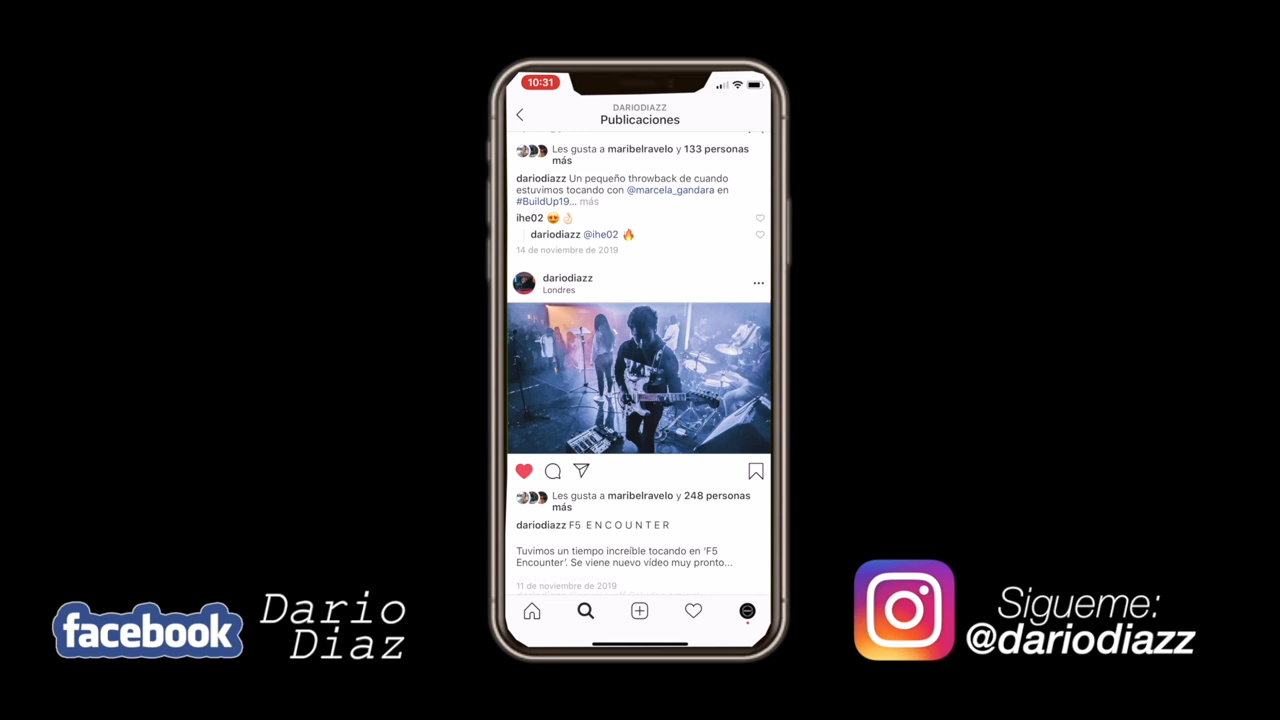 10:31
DARIODIAZZ
Publicaciones
Les gusta a maribelravelo y 133 personas
más
dariodiazz Un pequeño throwback de cuando
estuvimos tocando con @marcela_gandara en
#BuildUp19... más
ihe02 😍👌🏻
dariodiazz @ihe02 🔥
14 de noviembre de 2019
dariodiazz
Londres
Les gusta a maribelravelo y 248 personas
más
dariodiazz F5 E N C O U N T E R
Tuvimos un tiempo increíble tocando en ‘F5
Encounter’. Se viene nuevo vídeo muy pronto...
11 de noviembre de 2019
facebook
Dario
Diaz
Sigueme:
@dariodiazz